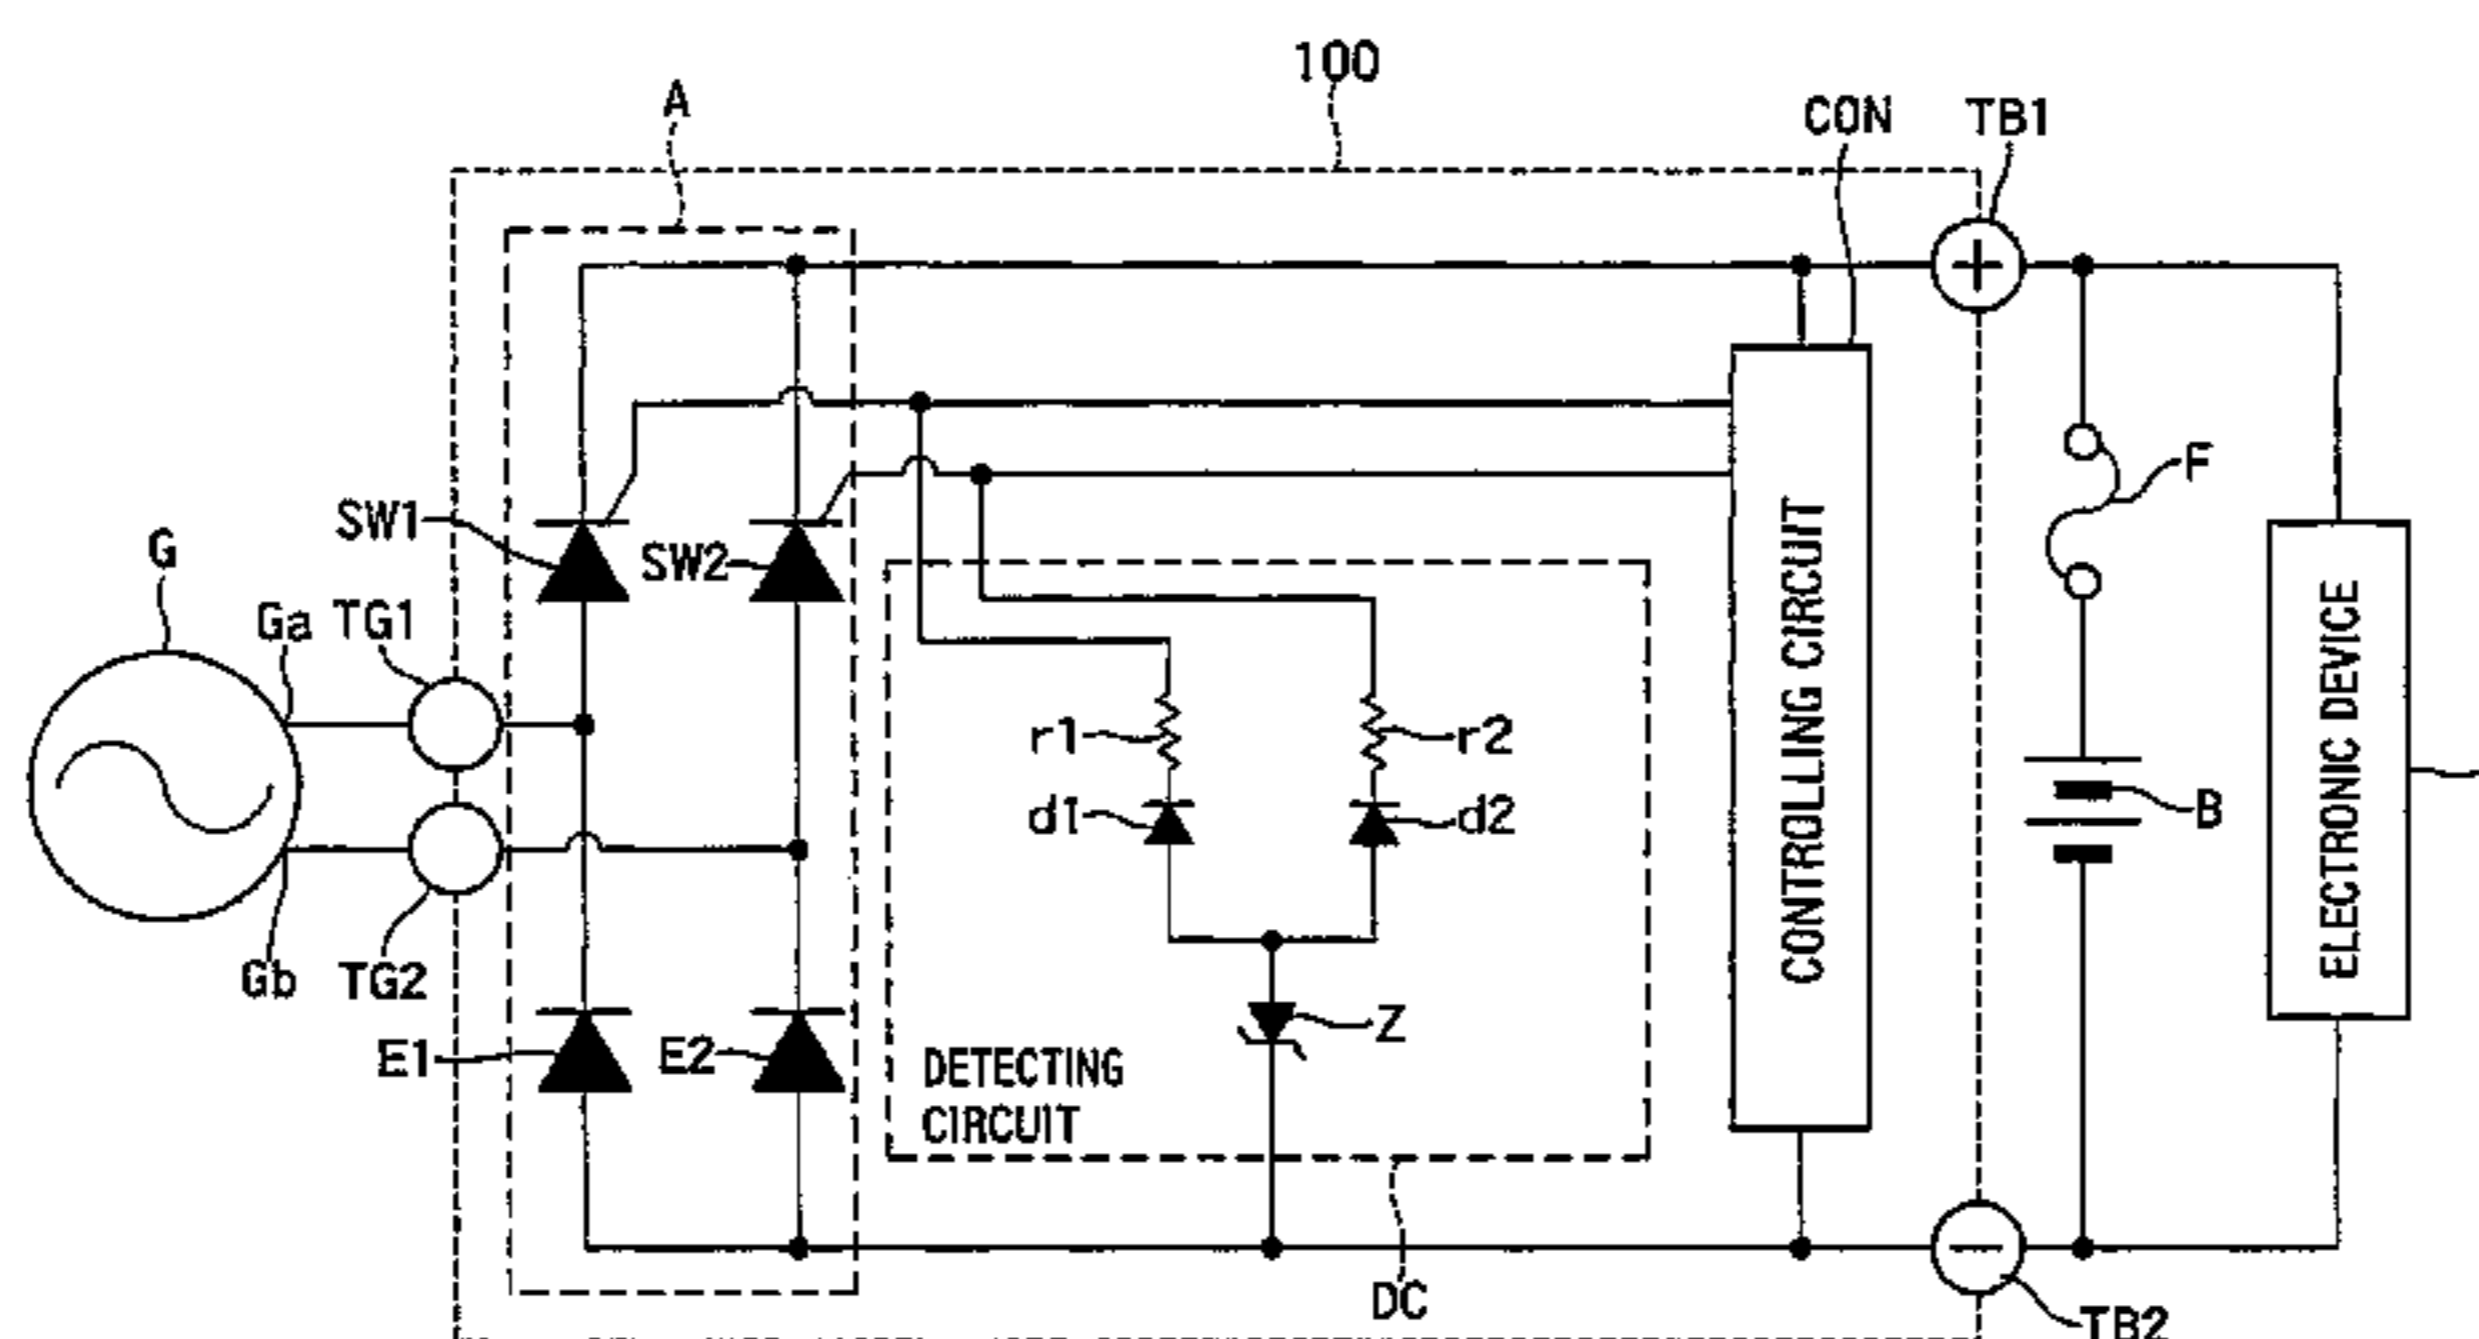 100
A
CON
TB1
F
SW1
SW2
G
Ga
TG1
CONTROLLING CIRCUIT
ELECTRONIC DEVICE
r1
r2
d1
d2
B
Gb
TG2
E1
E2
Z
DETECTING
CIRCUIT
DC
TB2